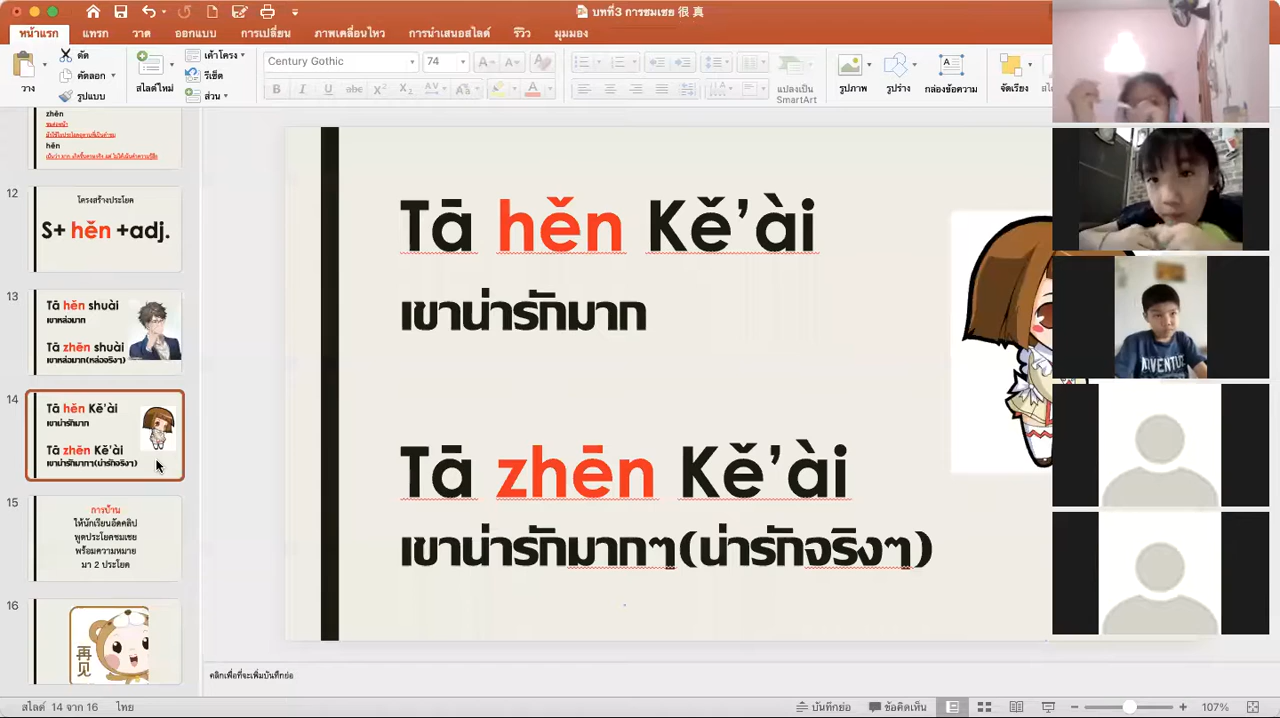 บทที่3 การชมเชย 很 真
หน้าแรก แทรก วาด ออกแบบ การเปลี่ยน ภาพเคลื่อนไหว การนำเสนอสไลด์ รีวิว มุมมอง
วาง
ตัด
คัดลอก
รูปแบบ
สไลด์ใหม่
เค้าโครง
รีเซ็ต
ส่วน
Century Gothic 74
แปลงเป็น SmartArt
รูปภาพ
รูปร่าง
กล่องข้อความ
จัดเรียง
zhēn
hěn
12
โครงสร้างประโยค
S+ hěn +adj.
13
Tā hěn shuài
เขาหล่อมาก
Tā zhēn shuài
เขาหล่อมาก(หล่อจริงๆ)
14
Tā hěn Kě’ài
เขาน่ารักมาก
Tā zhēn Kě’ài
เขาน่ารักมากๆ(น่ารักจริงๆ)
15
การบ้าน
ให้นักเรียนอัดคลิป
พูดประโยคชมเชย
พร้อมความหมาย
มา 2 ประโยค
16
再见
Tā hěn Kě’ài
เขาน่ารักมาก
Tā zhēn Kě’ài
เขาน่ารักมากๆ(น่ารักจริงๆ)
คลิกเพื่อที่จะเพิ่มบันทึกย่อ
สไลด์ 14 จาก 16 ไทย
บันทึกย่อ ข้อคิดเห็น 107%